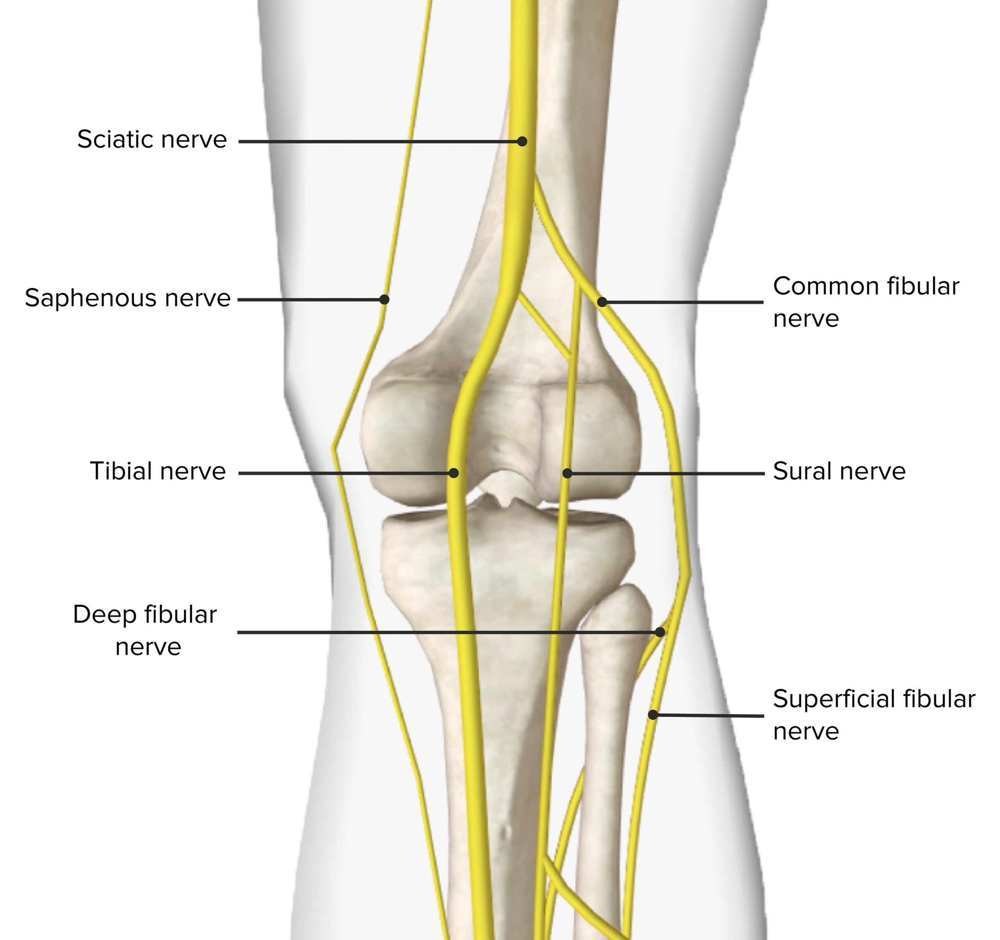 Sciatic nerve
Saphenous nerve
Common fibular
nerve
Tibial nerve
Sural nerve
Deep fibular
nerve
Superficial fibular
nerve